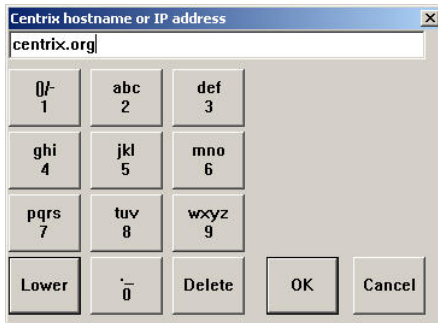 Centrix hostname or IP address
centrix.org
()/- abc def
1 2 3
ghi jkl mno
4 5 6
pqrs tuv wxyz
7 8 9
Lower ._ 0 Delete OK Cancel